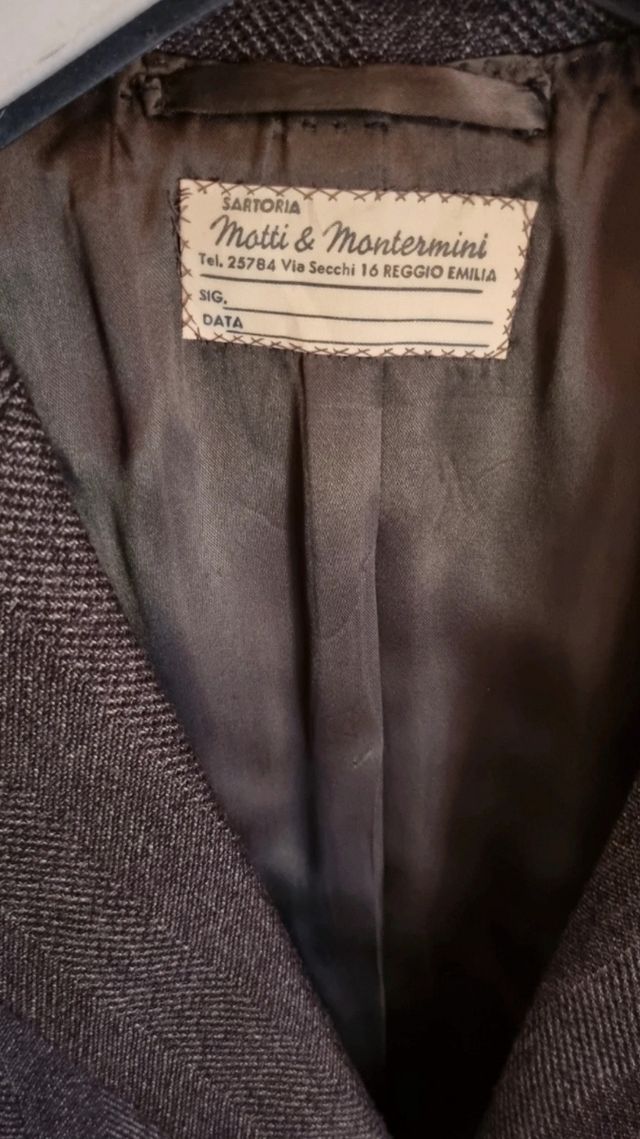 SARTORIA
Motti & Montermini
Tel. 25784 Via Secchi 16 REGGIO EMILIA
SIG.
DATA